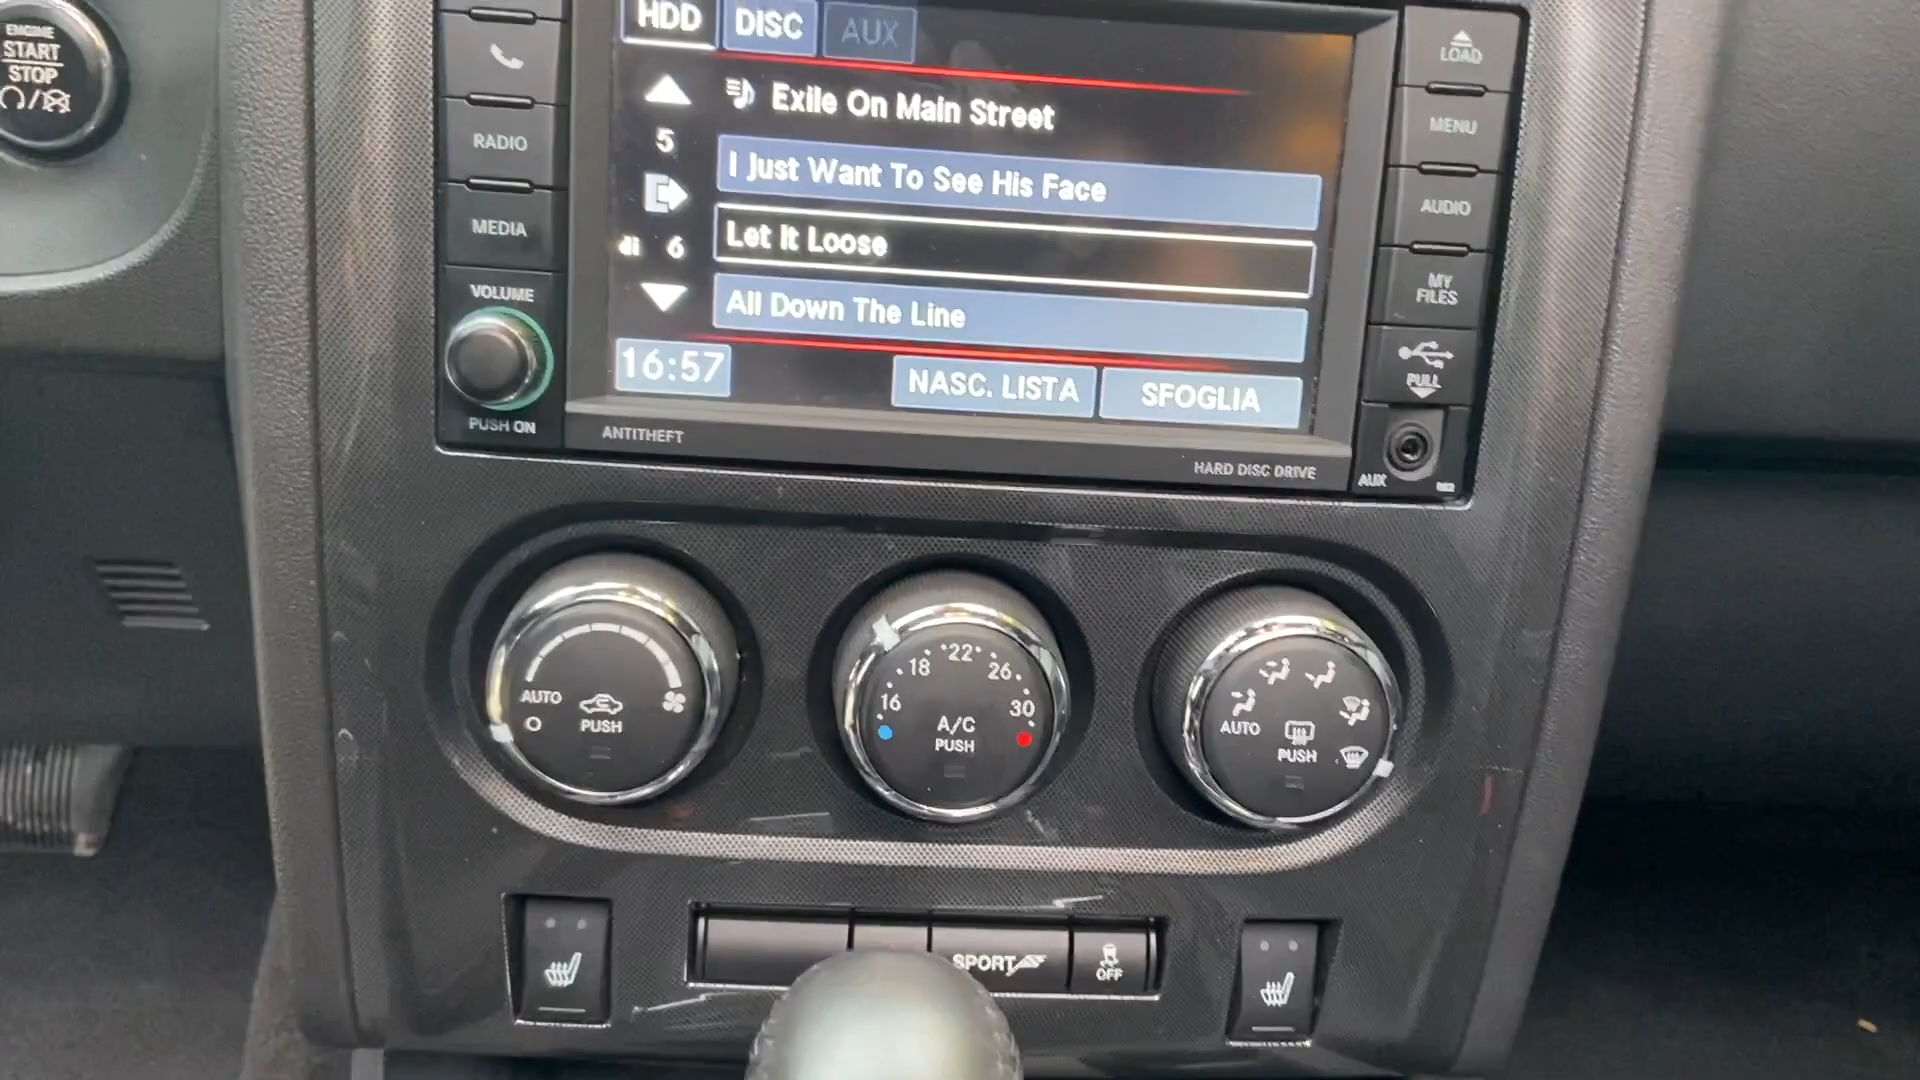 ENGINE
START
STOP
HDD
DISC
AUX
LOAD
RADIO
MEDIA
VOLUME
PUSH ON
5
di 6
Exile On Main Street
I Just Want To See His Face
Let It Loose
All Down The Line
16:57
NASC. LISTA
SFOGLIA
MENU
AUDIO
MY
FILES
PULL
AUX
ANTITHEFT
HARD DISC DRIVE
AUTO
O
PUSH
16
18
22
26
30
A/C
PUSH
AUTO
PUSH
SPORT
OFF